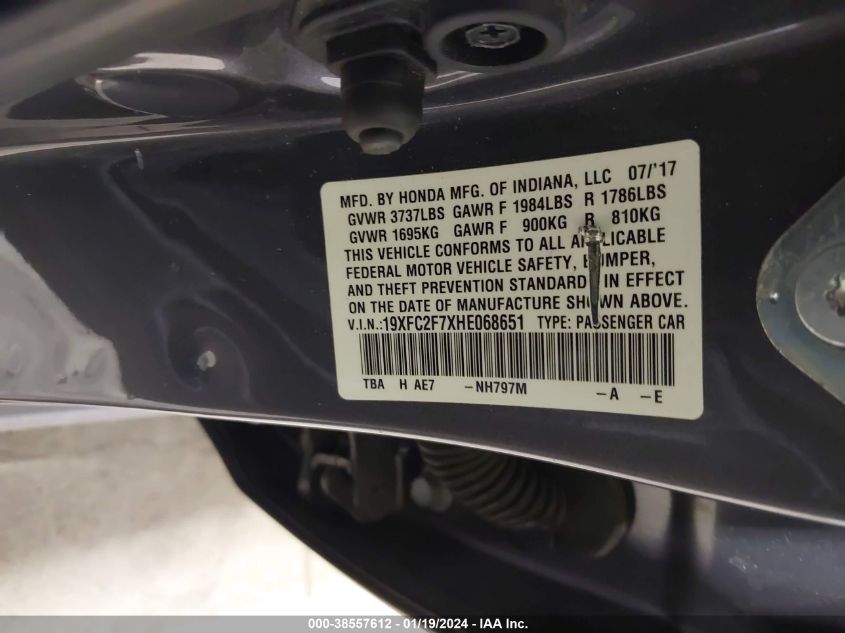 MFD. BY HONDA MFG. OF INDIANA, LLC 07/'17
GVWR 3737LBS GAWR F 1984LBS R 1786LBS
GVWR 1695KG GAWR F 900KG R 810KG
THIS VEHICLE CONFORMS TO ALL APPLICABLE
FEDERAL MOTOR VEHICLE SAFETY, BUMPER,
AND THEFT PREVENTION STANDARDS IN EFFECT
ON THE DATE OF MANUFACTURE SHOWN ABOVE.
V.I.N.:19XFC2F7XHE068651 TYPE: PASSENGER CAR
TBA H AE7 -NH797M -A -E
000-38557612 - 01/19/2024 - IAA Inc.